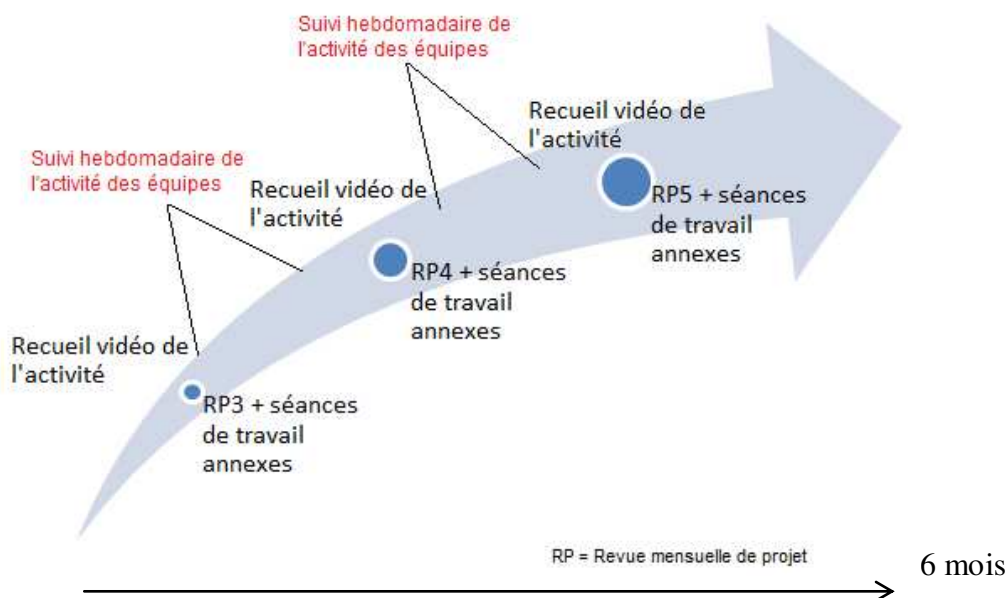 Suivi hebdomadaire de
l'activité des équipes
Recueil vidéo de
l'activité
Suivi hebdomadaire de
l'activité des équipes
Recueil vidéo de
l'activité
RP5 + séances
de travail
annexes
RP4 + séances
de travail
annexes
Recueil vidéo de
l'activité
RP3 + séances
de travail
annexes
RP = Revue mensuelle de projet
6 mois